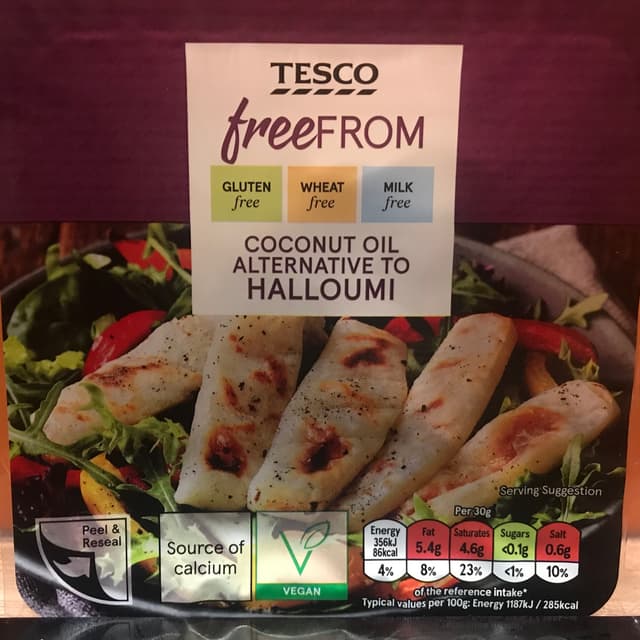 TESCO
freeFROM
GLUTEN free
WHEAT free
MILK free
COCONUT OIL
ALTERNATIVE TO
HALLOUMI
Serving Suggestion
Peel &
Reseal
Source of
calcium
V
VEGAN
Per 30g
Energy 356kJ 86kcal 4%
Fat 5.4g 8%
Saturates 4.6g 23%
Sugars <0.1g <1%
Salt 0.6g 10%
of the reference intake*
Typical values per 100g: Energy 1187kJ / 285kcal